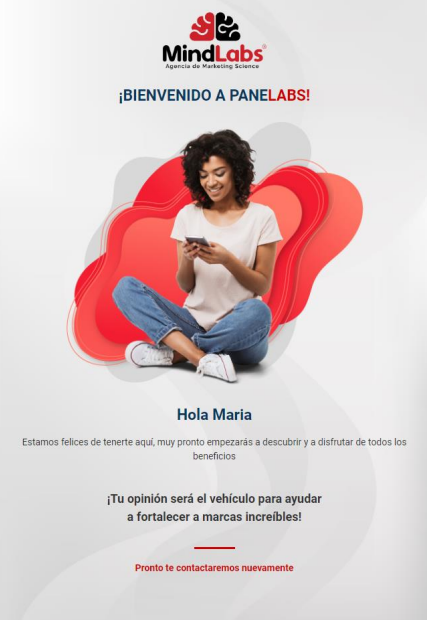 MindLabs®
Agencia de Marketing Science
¡BIENVENIDO A PANELABS!
Hola Maria
Estamos felices de tenerte aquí, muy pronto empezarás a descubrir y a disfrutar de todos los
beneficios
¡Tu opinión será el vehículo para ayudar
a fortalecer a marcas increíbles!
Pronto te contactaremos nuevamente